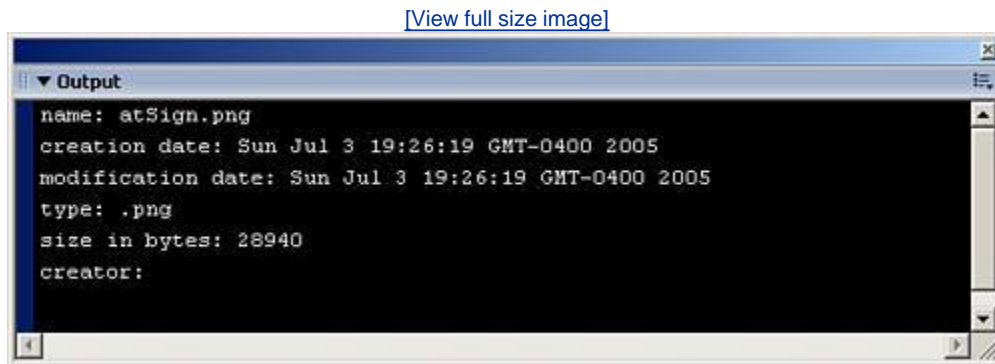 [View full size image]
Output
name: atSign.png
creation date: Sun Jul 3 19:26:19 GMT-0400 2005
modification date: Sun Jul 3 19:26:19 GMT-0400 2005
type: .png
size in bytes: 28940
creator: